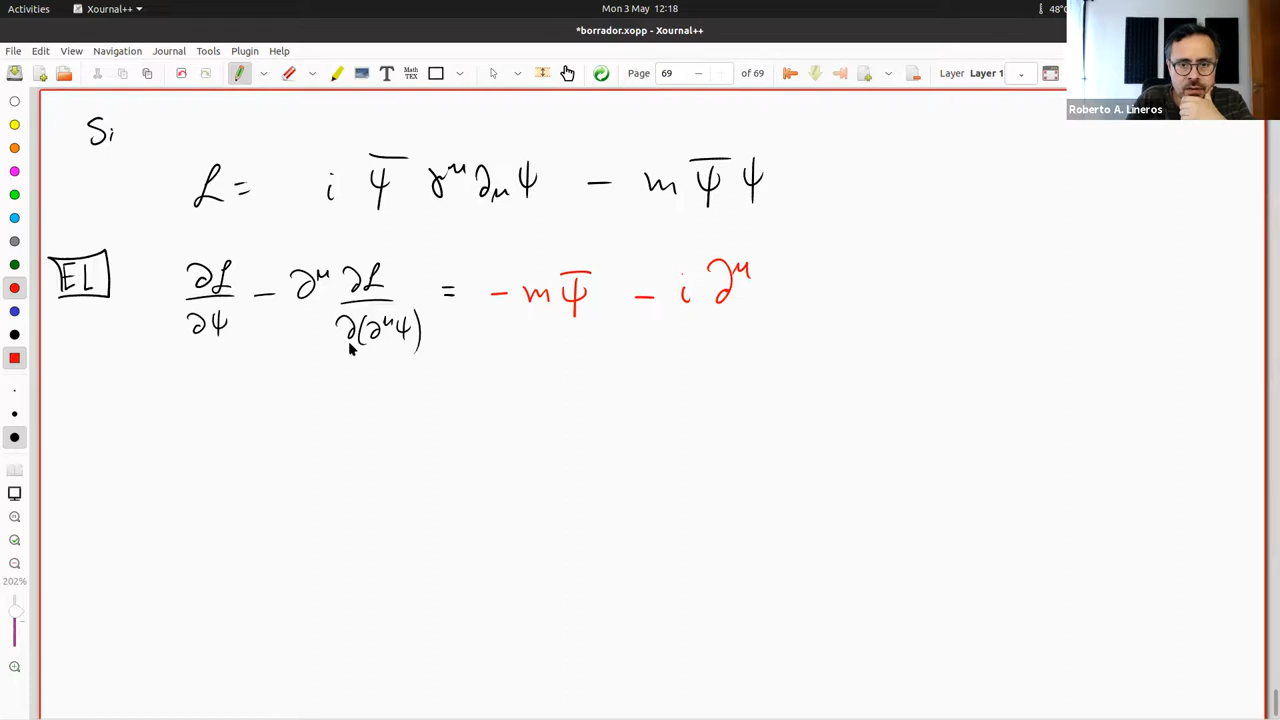 Activities Xournal++ Mon 3 May 12:18 48°C
*borrador.xopp - Xournal++
File Edit View Navigation Journal Tools Plugin Help
Page 69 of 69 Layer Layer 1
Roberto A. Lineros
Si
ℒ = i ψ̅ γ^μ ∂_μ ψ − m ψ̅ ψ
EL ∂ℒ/∂ψ − ∂^μ ∂ℒ/∂(∂^μ ψ) = − m ψ̅ − i ∂^μ
202%